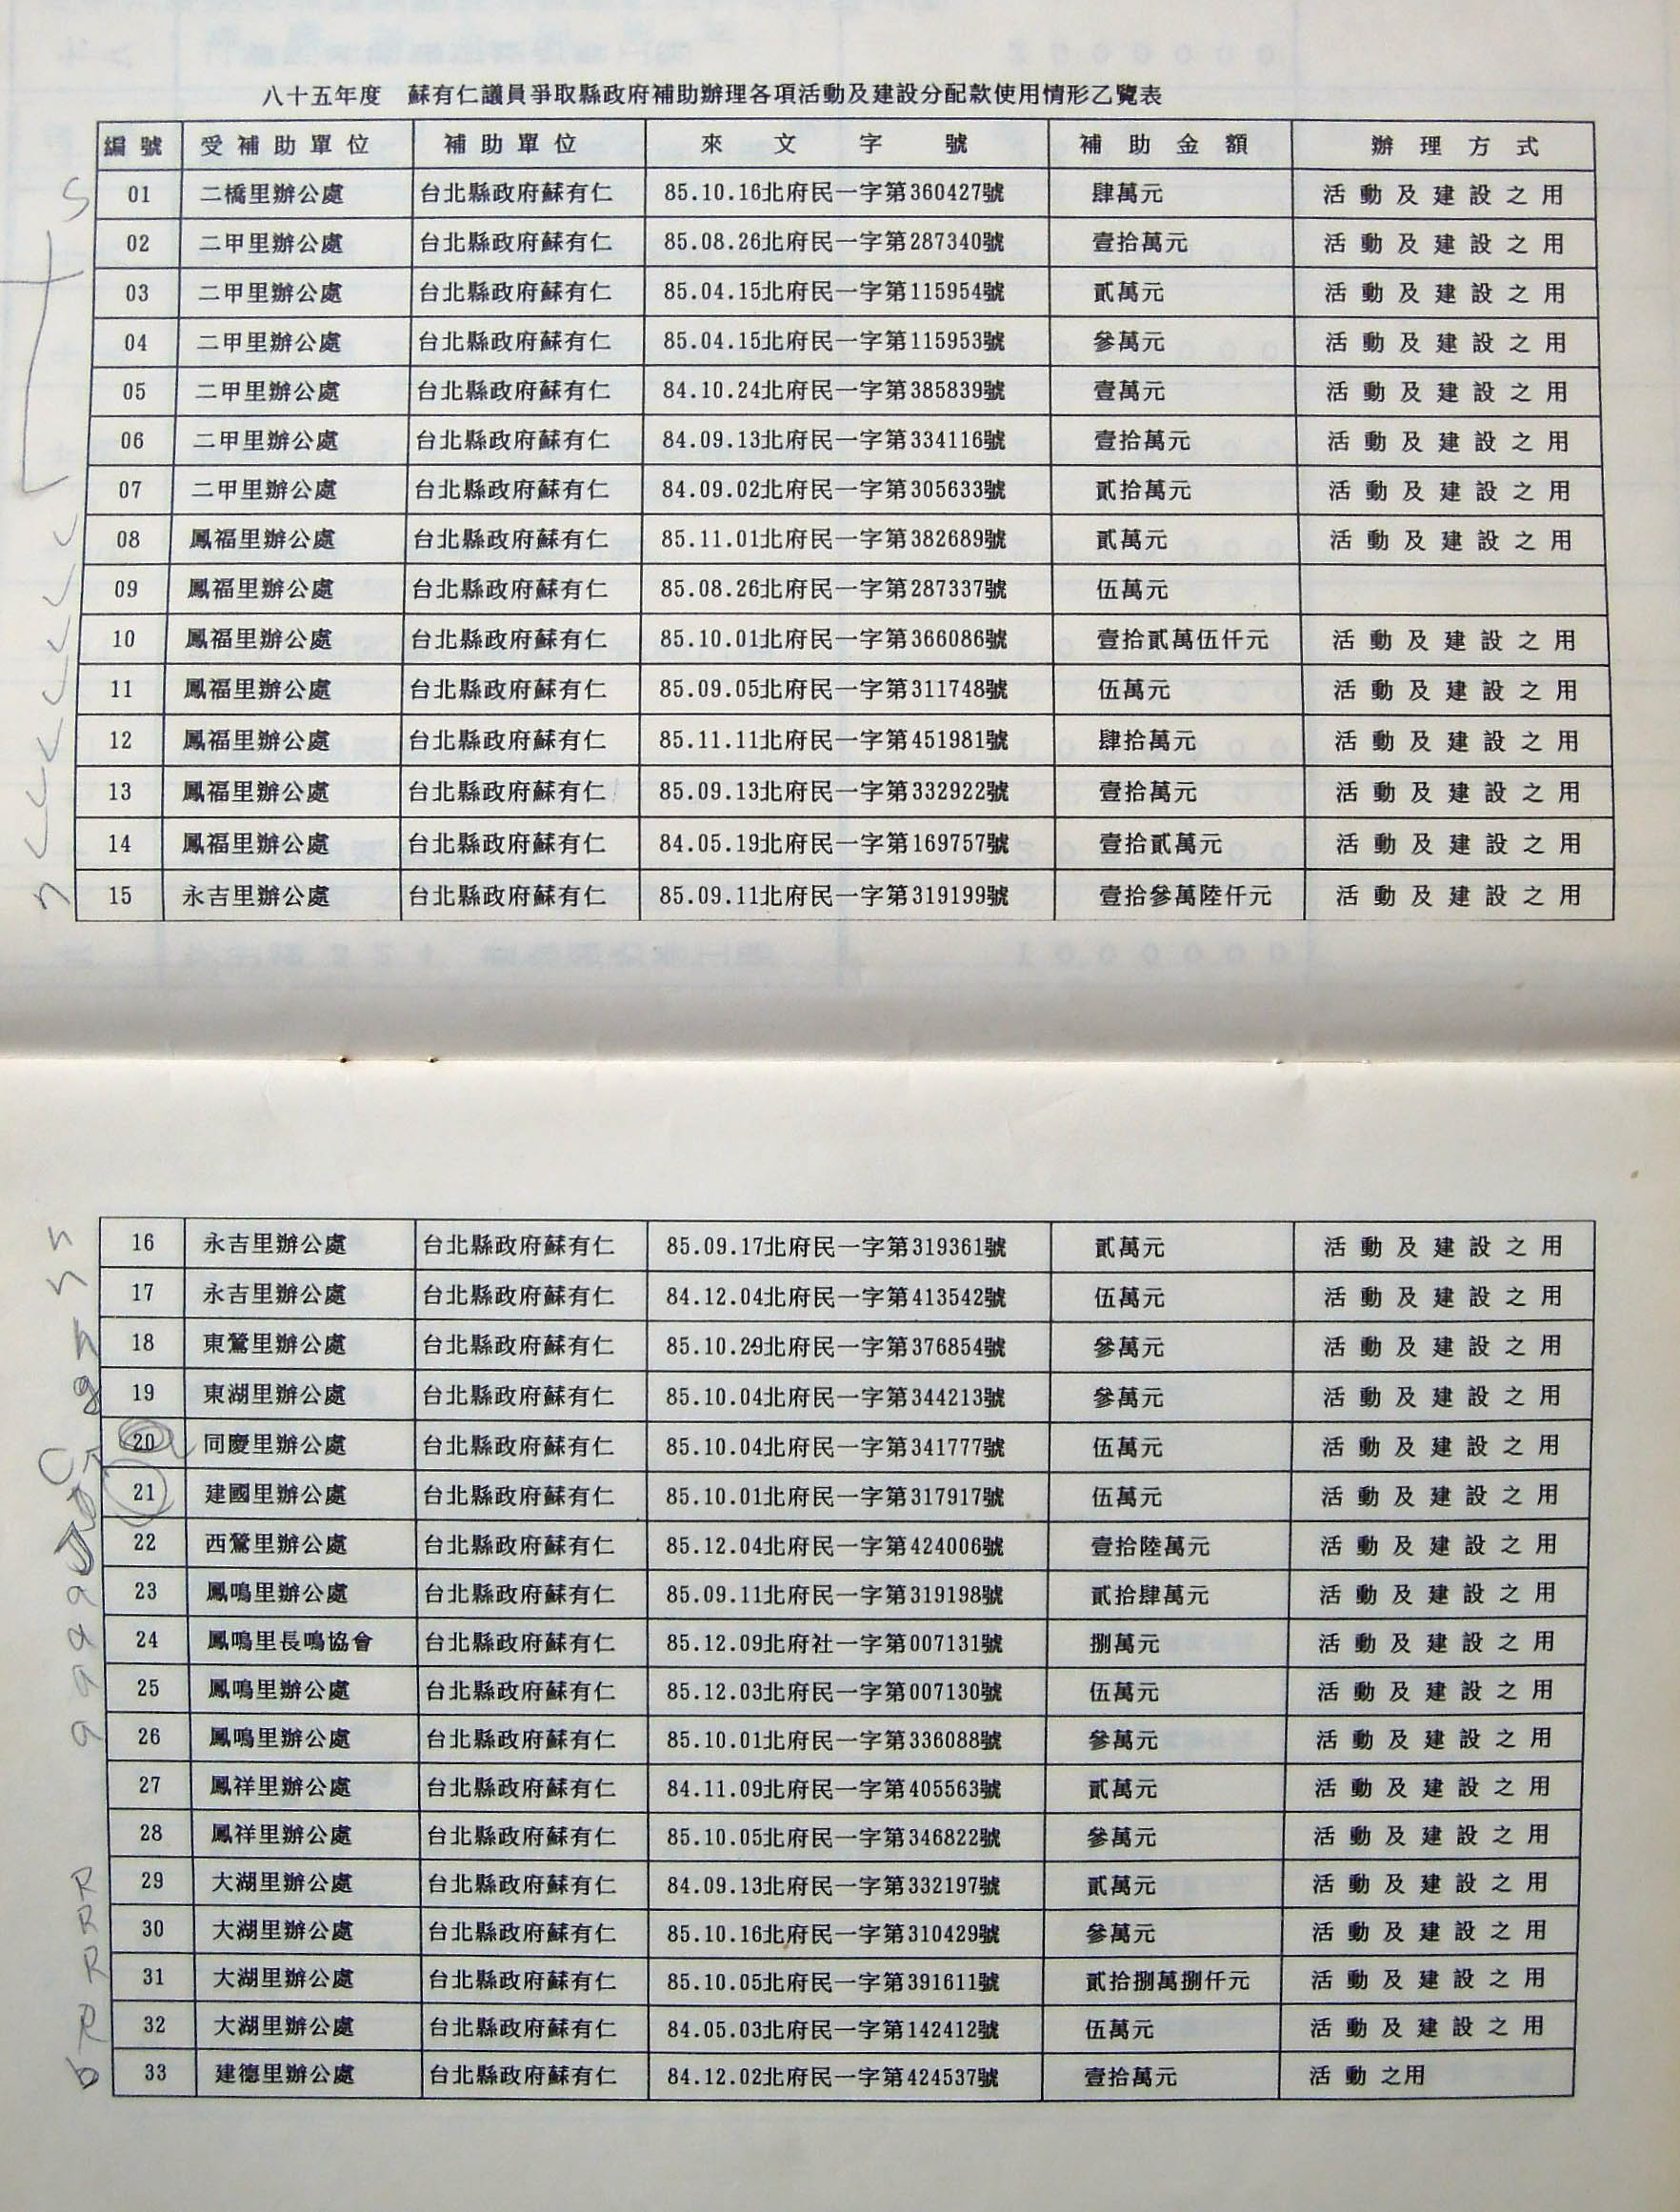 八十五年度 蘇有仁議員爭取縣政府補助辦理各項活動及建設分配款使用情形乙覽表
編號 受補助單位 補助單位 來文字號 補助金額 辦理方式
01 二橋里辦公處 台北縣政府蘇有仁 85.10.16北府民一字第360427號 肆萬元 活動及建設之用
02 二甲里辦公處 台北縣政府蘇有仁 85.08.26北府民一字第287340號 壹拾萬元 活動及建設之用
03 二甲里辦公處 台北縣政府蘇有仁 85.04.15北府民一字第115954號 貳萬元 活動及建設之用
04 二甲里辦公處 台北縣政府蘇有仁 85.04.15北府民一字第115953號 參萬元 活動及建設之用
05 二甲里辦公處 台北縣政府蘇有仁 84.10.24北府民一字第385839號 壹萬元 活動及建設之用
06 二甲里辦公處 台北縣政府蘇有仁 84.09.13北府民一字第334116號 壹拾萬元 活動及建設之用
07 二甲里辦公處 台北縣政府蘇有仁 84.09.02北府民一字第305633號 貳拾萬元 活動及建設之用
08 鳳福里辦公處 台北縣政府蘇有仁 85.11.01北府民一字第382689號 貳萬元 活動及建設之用
09 鳳福里辦公處 台北縣政府蘇有仁 85.08.26北府民一字第287337號 伍萬元
10 鳳福里辦公處 台北縣政府蘇有仁 85.10.01北府民一字第366086號 壹拾貳萬伍仟元 活動及建設之用
11 鳳福里辦公處 台北縣政府蘇有仁 85.09.05北府民一字第311748號 伍萬元 活動及建設之用
12 鳳福里辦公處 台北縣政府蘇有仁 85.11.11北府民一字第451981號 肆拾萬元 活動及建設之用
13 鳳福里辦公處 台北縣政府蘇有仁 85.09.13北府民一字第332922號 壹拾萬元 活動及建設之用
14 鳳福里辦公處 台北縣政府蘇有仁 84.05.19北府民一字第169757號 壹拾貳萬元 活動及建設之用
15 永吉里辦公處 台北縣政府蘇有仁 85.09.11北府民一字第319199號 壹拾參萬陸仟元 活動及建設之用
16 永吉里辦公處 台北縣政府蘇有仁 85.09.17北府民一字第319361號 貳萬元 活動及建設之用
17 永吉里辦公處 台北縣政府蘇有仁 84.12.04北府民一字第413542號 伍萬元 活動及建設之用
18 東鶯里辦公處 台北縣政府蘇有仁 85.10.29北府民一字第376854號 參萬元 活動及建設之用
19 東湖里辦公處 台北縣政府蘇有仁 85.10.04北府民一字第344213號 參萬元 活動及建設之用
20 同慶里辦公處 台北縣政府蘇有仁 85.10.04北府民一字第341777號 伍萬元 活動及建設之用
21 建國里辦公處 台北縣政府蘇有仁 85.10.01北府民一字第317917號 伍萬元 活動及建設之用
22 西鶯里辦公處 台北縣政府蘇有仁 85.12.04北府民一字第424006號 壹拾陸萬元 活動及建設之用
23 鳳鳴里辦公處 台北縣政府蘇有仁 85.09.11北府民一字第319198號 貳拾肆萬元 活動及建設之用
24 鳳鳴里長鳴協會 台北縣政府蘇有仁 85.12.09北府社一字第007131號 捌萬元 活動及建設之用
25 鳳鳴里辦公處 台北縣政府蘇有仁 85.12.03北府民一字第007130號 伍萬元 活動及建設之用
26 鳳鳴里辦公處 台北縣政府蘇有仁 85.10.01北府民一字第336088號 參萬元 活動及建設之用
27 鳳祥里辦公處 台北縣政府蘇有仁 84.11.09北府民一字第405563號 貳萬元 活動及建設之用
28 鳳祥里辦公處 台北縣政府蘇有仁 85.10.05北府民一字第346822號 參萬元 活動及建設之用
R 29 大湖里辦公處 台北縣政府蘇有仁 84.09.13北府民一字第332197號 貳萬元 活動及建設之用
R 30 大湖里辦公處 台北縣政府蘇有仁 85.10.16北府民一字第310429號 參萬元 活動及建設之用
R 31 大湖里辦公處 台北縣政府蘇有仁 85.10.05北府民一字第391611號 貳拾捌萬捌仟元 活動及建設之用
R 32 大湖里辦公處 台北縣政府蘇有仁 84.05.03北府民一字第142412號 伍萬元 活動及建設之用
b 33 建德里辦公處 台北縣政府蘇有仁 84.12.02北府民一字第424537號 壹拾萬元 活動之用